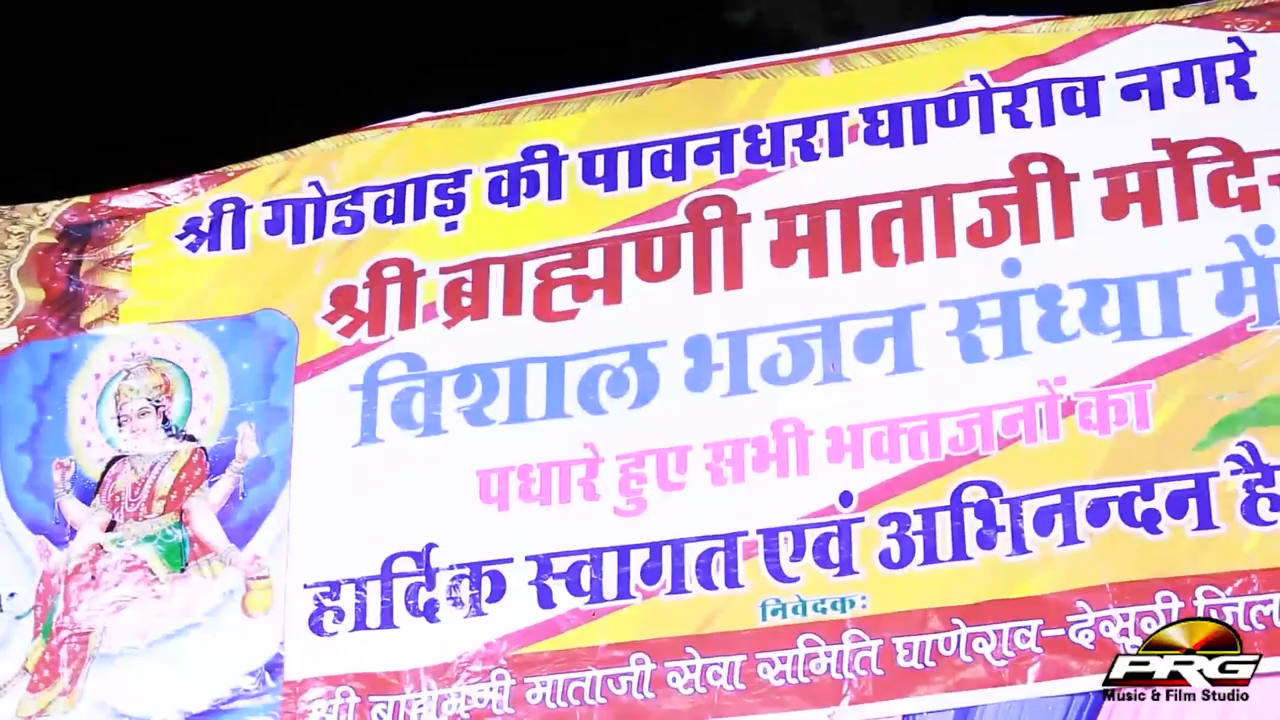 श्री गोडवाड़ की पावनधरा घाणेराव नगरे
श्री ब्राह्मणी माताजी मंदि
विशाल भजन संध्या में
पधारे हुए सभी भक्तजनों का
हार्दिक स्वागत एवं अभिनन्दन है
निवेदक:
श्री माताजी सेवा समिति घाणेराव-देसूरी
PRG
Music & Film Studio